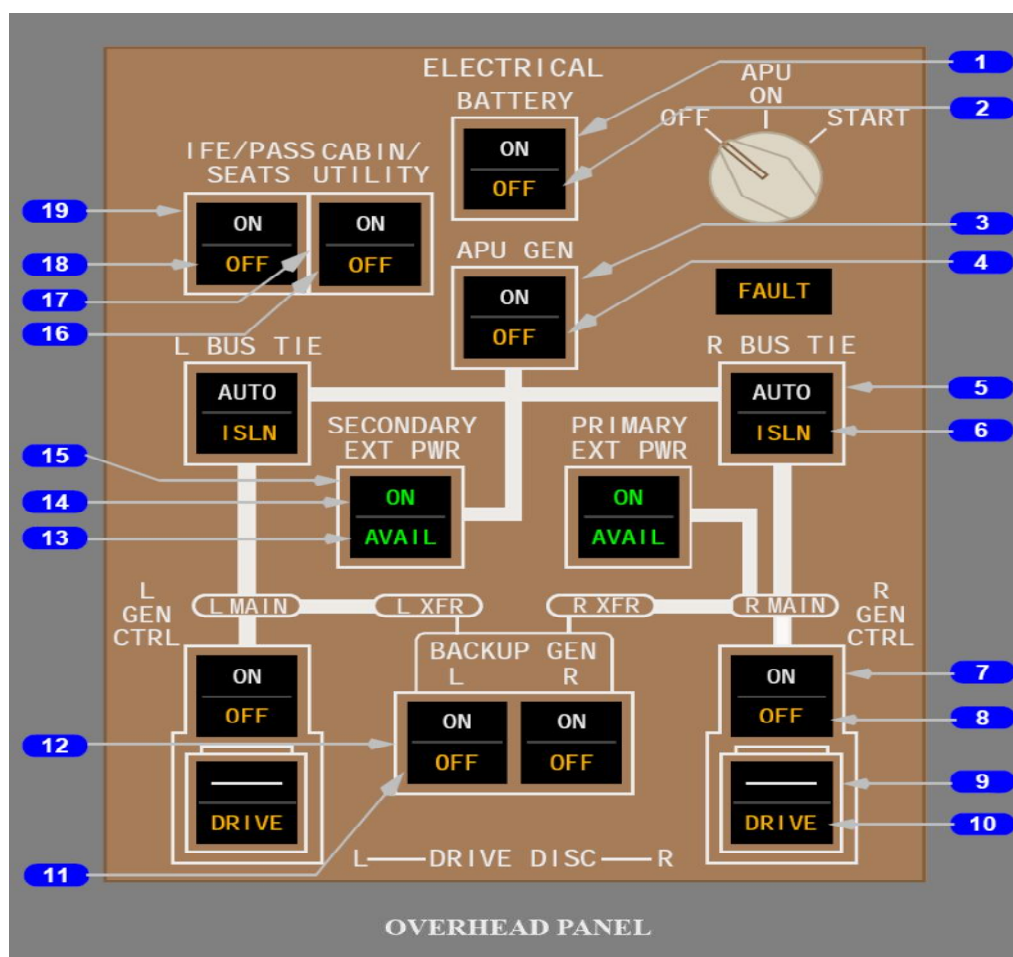 ELECTRICAL
BATTERY
ON
OFF
APU
ON
OFF
START
1
2
IFE/PASS
SEATS
CABIN/
UTILITY
ON
OFF
ON
OFF
19
18
17
16
APU GEN
ON
OFF
3
4
FAULT
L BUS TIE
AUTO
ISLN
R BUS TIE
AUTO
ISLN
5
6
SECONDARY
EXT PWR
ON
AVAIL
15
14
13
PRIMARY
EXT PWR
ON
AVAIL
L
GEN
CTRL
L MAIN
L XFR
R XFR
R MAIN
R
GEN
CTRL
ON
OFF
DRIVE
BACKUP GEN
L
R
ON
OFF
ON
OFF
12
11
ON
OFF
DRIVE
7
8
9
10
L DRIVE DISC R
OVERHEAD PANEL